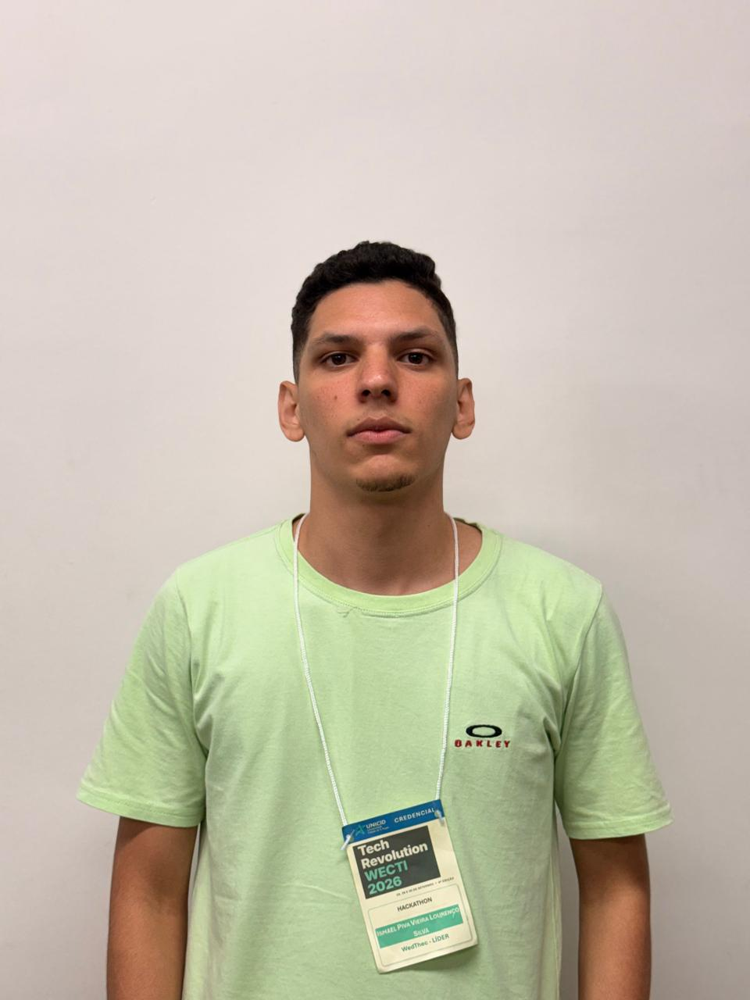 OAKLEY
UNICID
CREDENCIAL
Tech
Revolution
WECTI
2026
HACKATHON
ISMAEL PIVA VIEIRA LOURENÇO
SILVA
WedThec - LÍDER